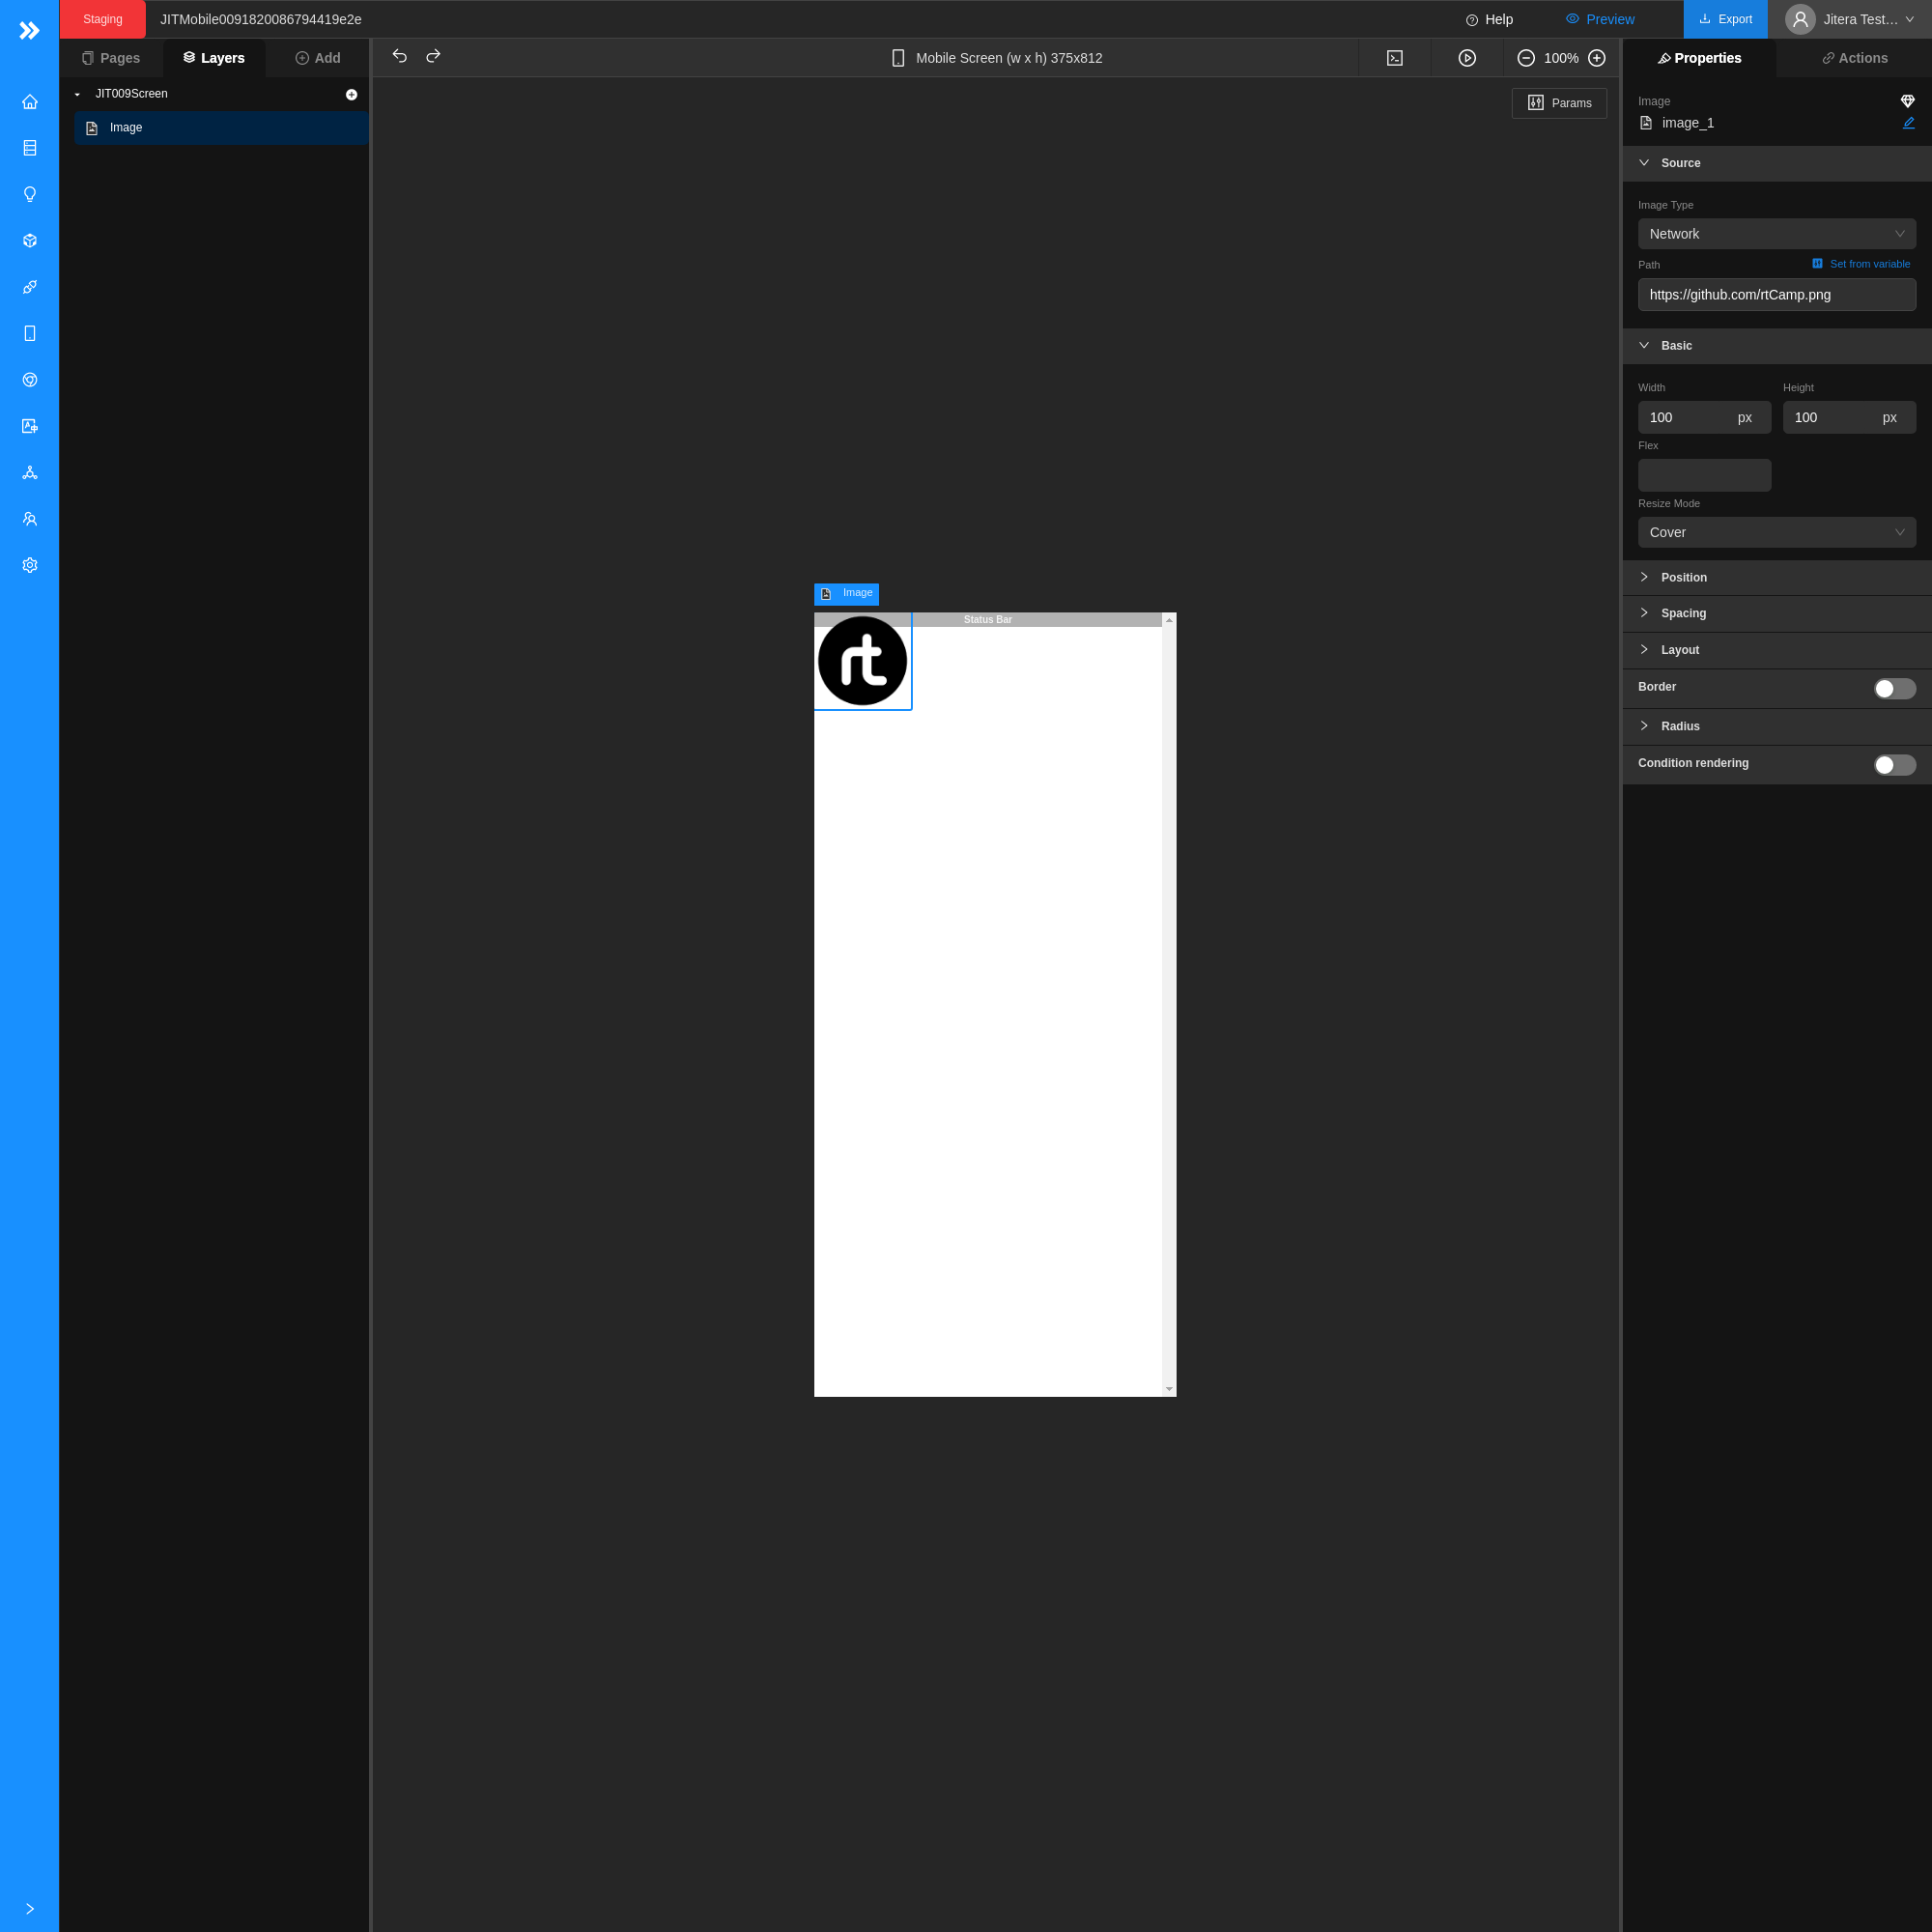 Staging
JITMobile0091820086794419e2e
Help
Preview
Export
Jitera Test…
Pages
Layers
Add
Mobile Screen (w x h) 375x812
100%
Properties
Actions
JIT009Screen
Image
Params
Image
image_1
Source
Image Type
Network
Path
Set from variable
https://github.com/rtCamp.png
Basic
Width
Height
100 px
100 px
Flex
Resize Mode
Cover
Position
Spacing
Layout
Border
Radius
Condition rendering
Image
Status Bar
rt